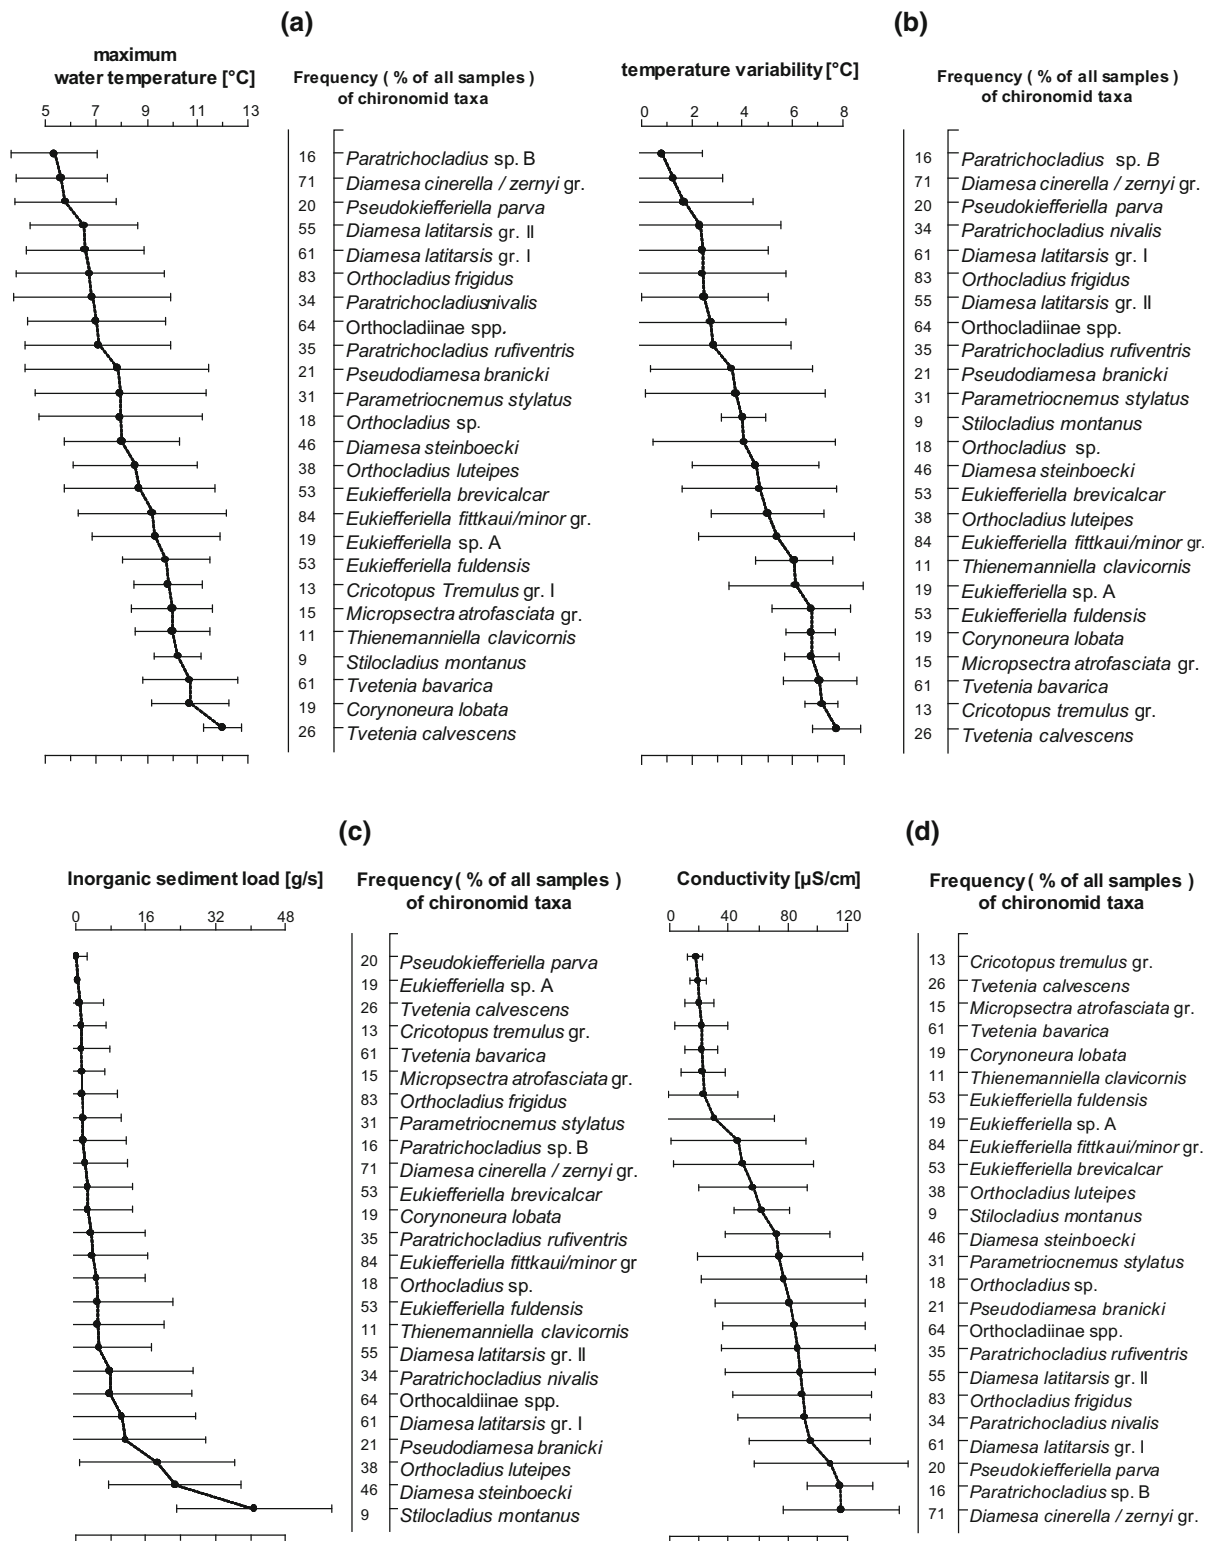 (a)
maximum
water temperature [°C]
Frequency ( % of all samples )
of chironomid taxa
5 7 9 11 13
16 Paratrichocladius sp. B
71 Diamesa cinerella / zernyi gr.
20 Pseudokiefferiella parva
55 Diamesa latitarsis gr. II
61 Diamesa latitarsis gr. I
83 Orthocladius frigidus
34 Paratrichocladiusnivalis
64 Orthocladiinae spp.
35 Paratrichocladius rufiventris
21 Pseudodiamesa branicki
31 Parametriocnemus stylatus
18 Orthocladius sp.
46 Diamesa steinboecki
38 Orthocladius luteipes
53 Eukiefferiella brevicalcar
84 Eukiefferiella fittkaui/minor gr.
19 Eukiefferiella sp. A
53 Eukiefferiella fuldensis
13 Cricotopus Tremulus gr. I
15 Micropsectra atrofasciata gr.
11 Thienemanniella clavicornis
9 Stilocladius montanus
61 Tvetenia bavarica
19 Corynoneura lobata
26 Tvetenia calvescens
(b)
temperature variability [°C]
Frequency ( % of all samples )
of chironomid taxa
0 2 4 6 8
16 Paratrichocladius sp. B
71 Diamesa cinerella / zernyi gr.
20 Pseudokiefferiella parva
34 Paratrichocladius nivalis
61 Diamesa latitarsis gr. I
83 Orthocladius frigidus
55 Diamesa latitarsis gr. II
64 Orthocladiinae spp.
35 Paratrichocladius rufiventris
21 Pseudodiamesa branicki
31 Parametriocnemus stylatus
9 Stilocladius montanus
18 Orthocladius sp.
46 Diamesa steinboecki
53 Eukiefferiella brevicalcar
38 Orthocladius luteipes
84 Eukiefferiella fittkaui/minor gr.
11 Thienemanniella clavicornis
19 Eukiefferiella sp. A
53 Eukiefferiella fuldensis
19 Corynoneura lobata
15 Micropsectra atrofasciata gr.
61 Tvetenia bavarica
13 Cricotopus tremulus gr.
26 Tvetenia calvescens
(c)
Inorganic sediment load [g/s]
Frequency ( % of all samples )
of chironomid taxa
0 16 32 48
20 Pseudokiefferiella parva
19 Eukiefferiella sp. A
26 Tvetenia calvescens
13 Cricotopus tremulus gr.
61 Tvetenia bavarica
15 Micropsectra atrofasciata gr.
83 Orthocladius frigidus
31 Parametriocnemus stylatus
16 Paratrichocladius sp. B
71 Diamesa cinerella / zernyi gr.
53 Eukiefferiella brevicalcar
19 Corynoneura lobata
35 Paratrichocladius rufiventris
84 Eukiefferiella fittkaui/minor gr
18 Orthocladius sp.
53 Eukiefferiella fuldensis
11 Thienemanniella clavicornis
55 Diamesa latitarsis gr. II
34 Paratrichocladius nivalis
64 Orthocaldiinae spp.
61 Diamesa latitarsis gr. I
21 Pseudodiamesa branicki
38 Orthocladius luteipes
46 Diamesa steinboecki
9 Stilocladius montanus
(d)
Conductivity [µS/cm]
Frequency ( % of all samples )
of chironomid taxa
0 40 80 120
13 Cricotopus tremulus gr.
26 Tvetenia calvescens
15 Micropsectra atrofasciata gr.
61 Tvetenia bavarica
19 Corynoneura lobata
11 Thienemanniella clavicornis
53 Eukiefferiella fuldensis
19 Eukiefferiella sp. A
84 Eukiefferiella fittkaui/minor gr.
53 Eukiefferiella brevicalcar
38 Orthocladius luteipes
9 Stilocladius montanus
46 Diamesa steinboecki
31 Parametriocnemus stylatus
18 Orthocladius sp.
21 Pseudodiamesa branicki
64 Orthocladiinae spp.
35 Paratrichocladius rufiventris
55 Diamesa latitarsis gr. II
83 Orthocladius frigidus
34 Paratrichocladius nivalis
61 Diamesa latitarsis gr. I
20 Pseudokiefferiella parva
16 Paratrichocladius sp. B
71 Diamesa cinerella / zernyi gr.